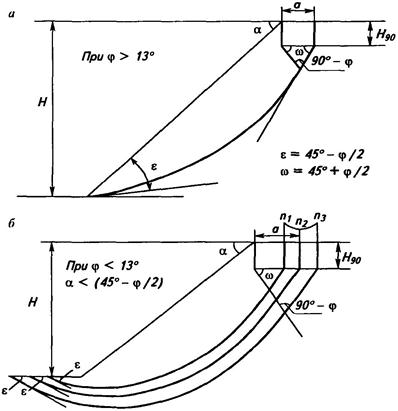 а
a
α
H₉₀
При φ > 13°
ω
90° − φ
H
ε
ε = 45° − φ/2
ω = 45° + φ/2
б
n₁ n₂ n₃
a
α
При φ < 13°
α < (45° − φ/2)
ω
H₉₀
H
90° − φ
ε
ε ε